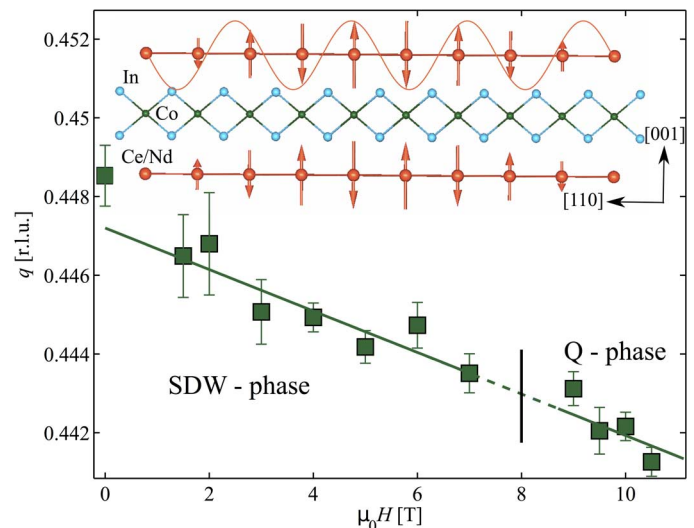 0.452
0.45
0.448
0.446
0.444
0.442
q [r.l.u.]
In
Co
Ce/Nd
[001]
[110]
SDW - phase
Q - phase
0
2
4
6
8
10
μ₀H [T]